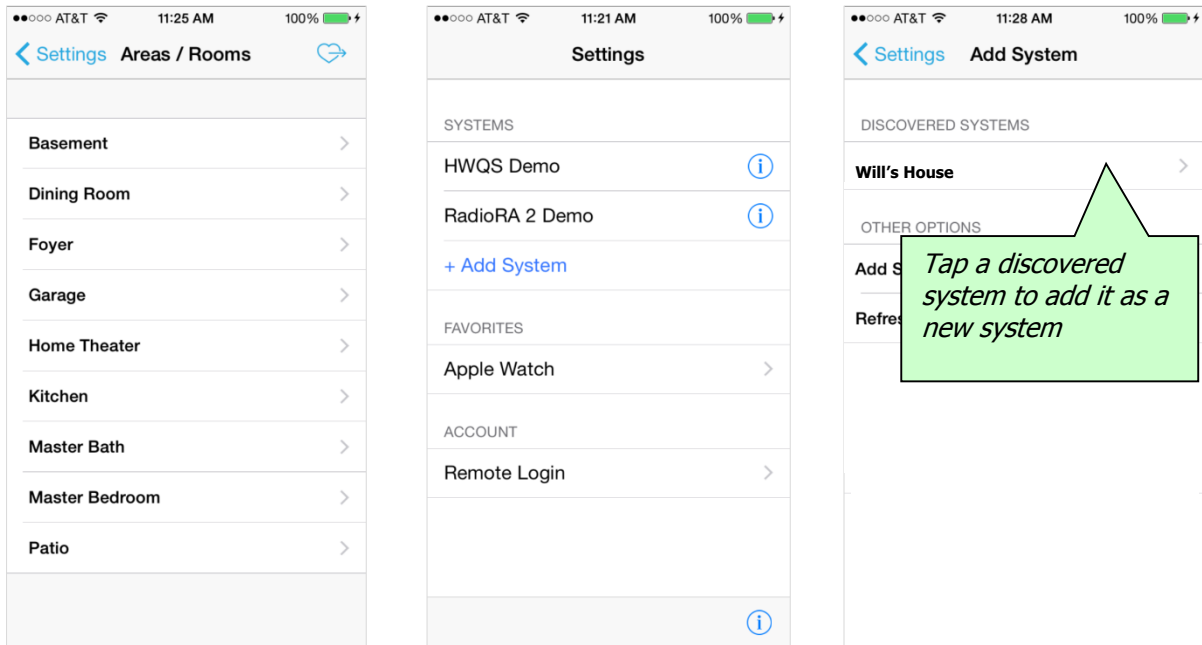 ●●○○○ AT&T 11:25 AM 100%
Settings Areas / Rooms
Basement
Dining Room
Foyer
Garage
Home Theater
Kitchen
Master Bath
Master Bedroom
Patio
●●○○○ AT&T 11:21 AM 100%
Settings
SYSTEMS
HWQS Demo
RadioRA 2 Demo
+ Add System
FAVORITES
Apple Watch
ACCOUNT
Remote Login
●●○○○ AT&T 11:28 AM 100%
Settings Add System
DISCOVERED SYSTEMS
Will's House
OTHER OPTIONS
Add
Tap a discovered
system to add it as a
new system